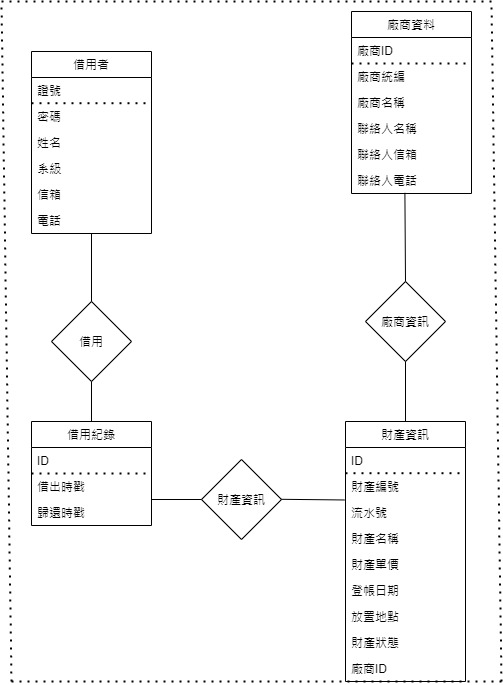 借用者
證號
密碼
姓名
系級
信箱
電話
廠商資料
廠商ID
廠商統編
廠商名稱
聯絡人名稱
聯絡人信箱
聯絡人電話
借用
廠商資訊
借用紀錄
ID
借出時戳
歸還時戳
財產資訊
財產資訊
ID
財產編號
流水號
財產名稱
財產單價
登帳日期
放置地點
財產狀態
廠商ID